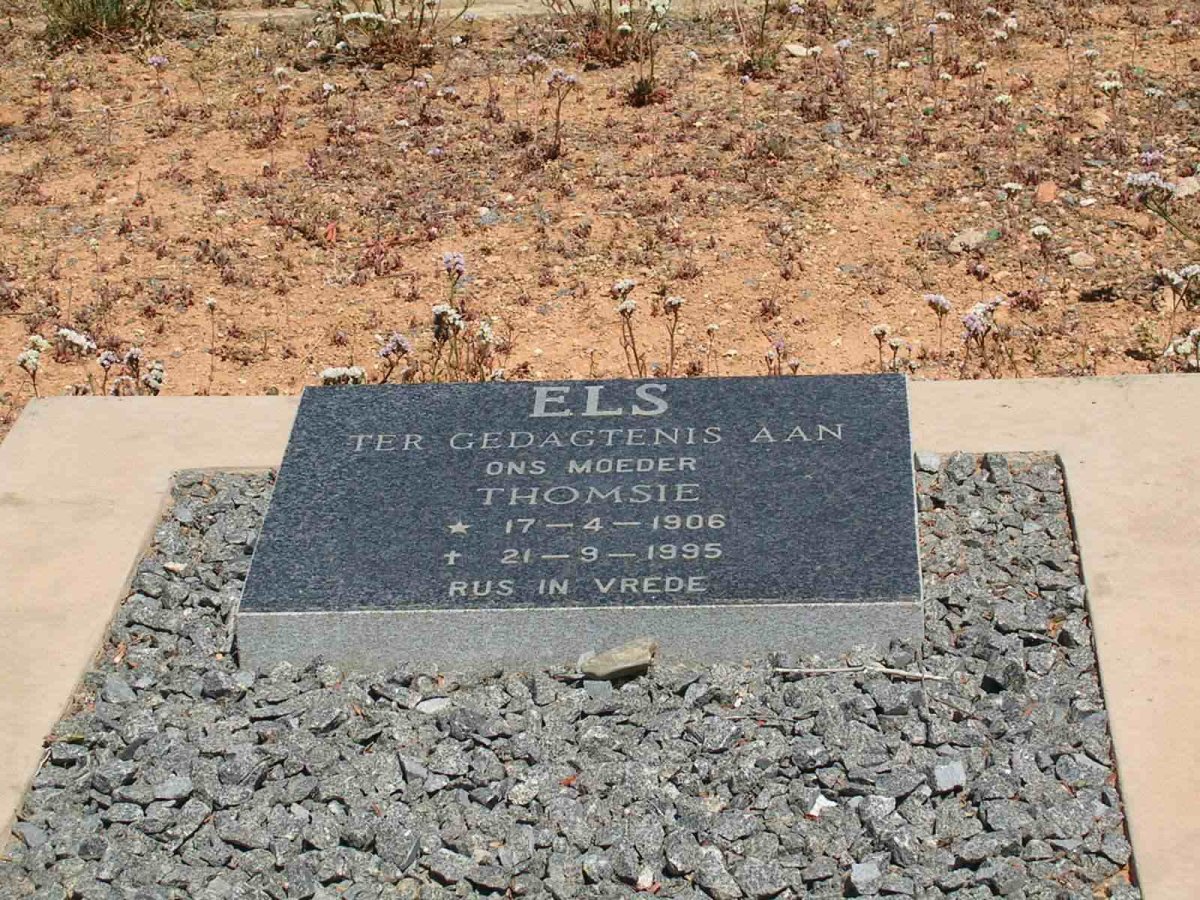 ELS
TER GEDAGTENIS AAN
ONS MOEDER
THOMSIE
★ 17-4-1906
✝ 21-9-1995
RUS IN VREDE